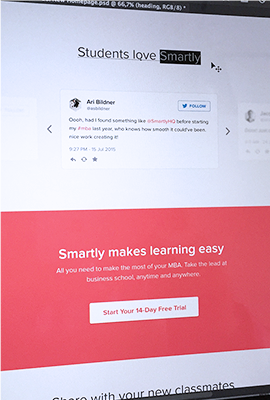 Homepage.psd @ 66,7% (heading, RGB/8) *
Students love Smartly
Ari Bildner
FOLLOW
Oooh, had I found something like @SmartlyHQ before starting
my #mba last year, who knows how smooth it could've been.
nice work creating it!
9:27 PM - 15 Jul 2015
Smartly makes learning easy
All you need to make the most of your MBA. Take the lead at
business school, anytime and anywhere.
Start Your 14-Day Free Trial
Share with your new classmates